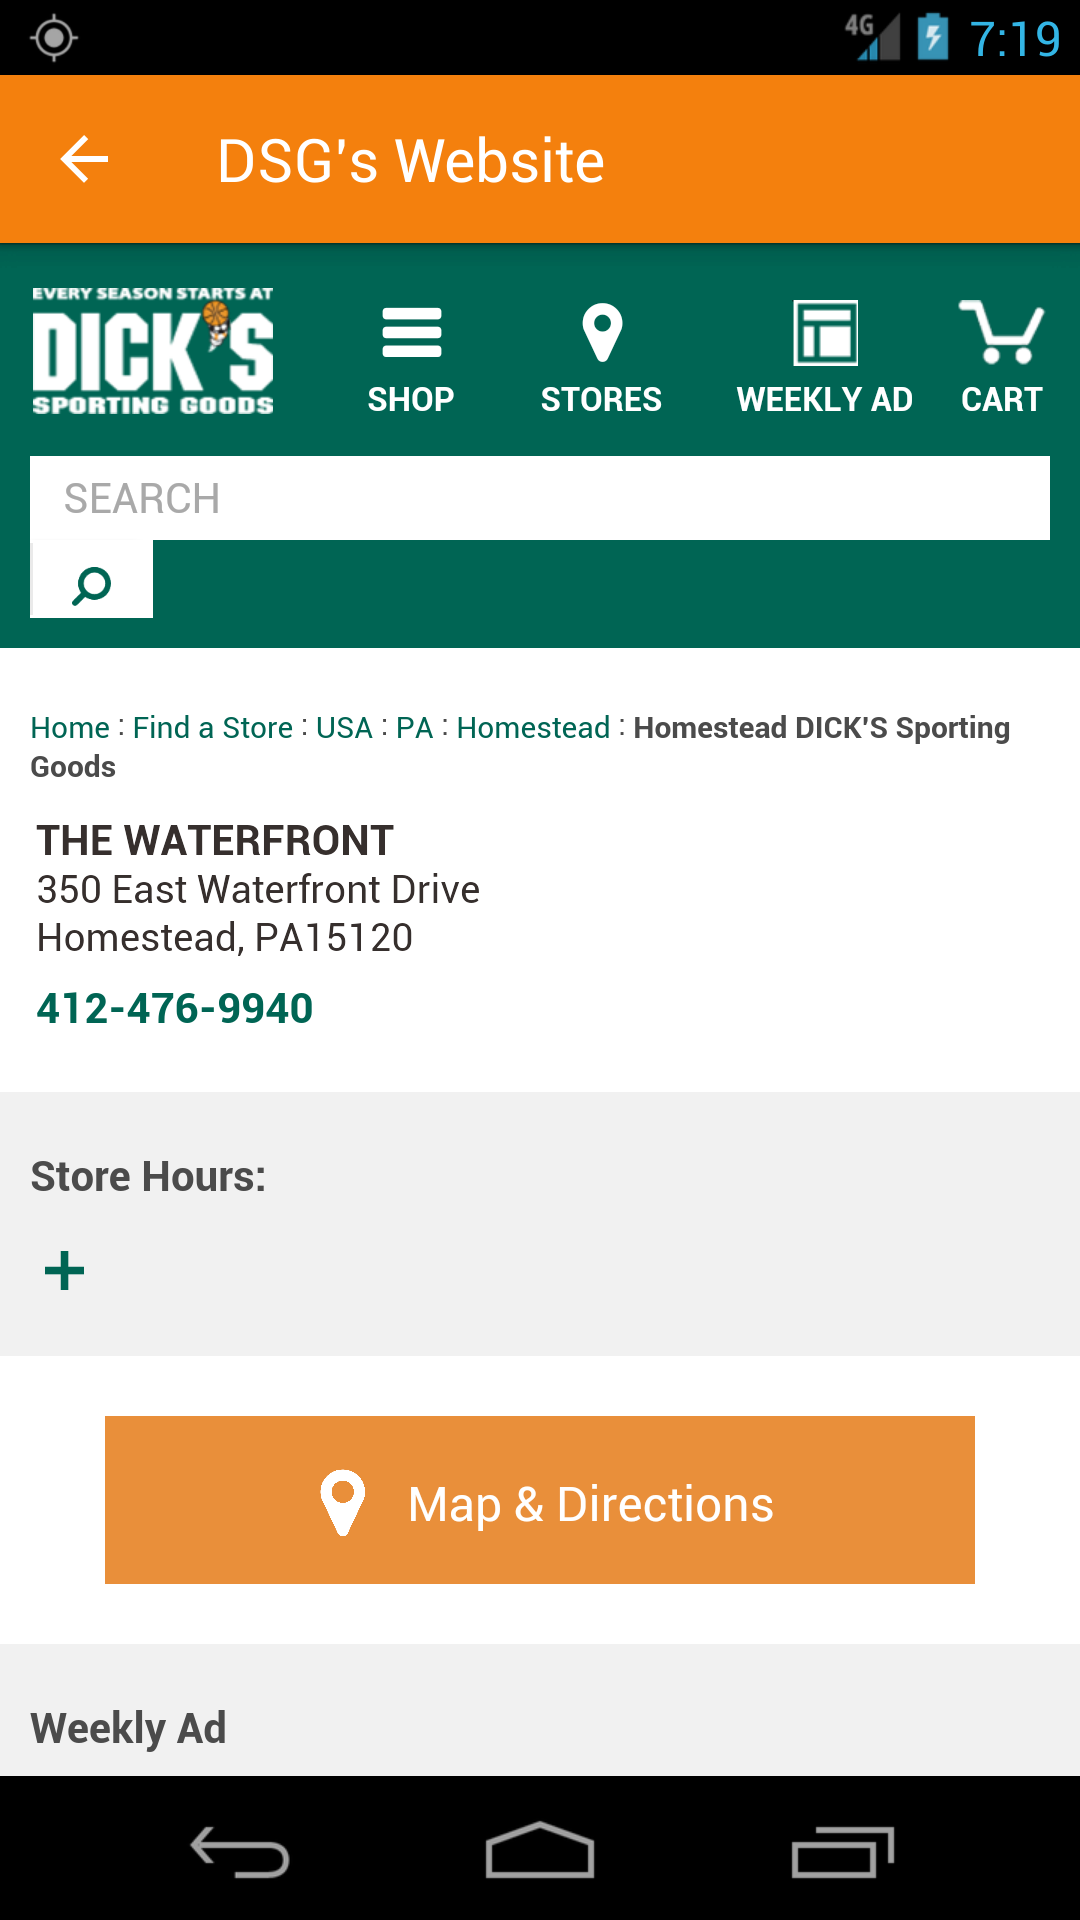 4G 7:19
DSG's Website
EVERY SEASON STARTS AT
DICK'S
SPORTING GOODS
SHOP STORES WEEKLY AD CART
SEARCH
Home : Find a Store : USA : PA : Homestead : Homestead DICK'S Sporting
Goods
THE WATERFRONT
350 East Waterfront Drive
Homestead, PA15120
412-476-9940
Store Hours:
+
Map & Directions
Weekly Ad